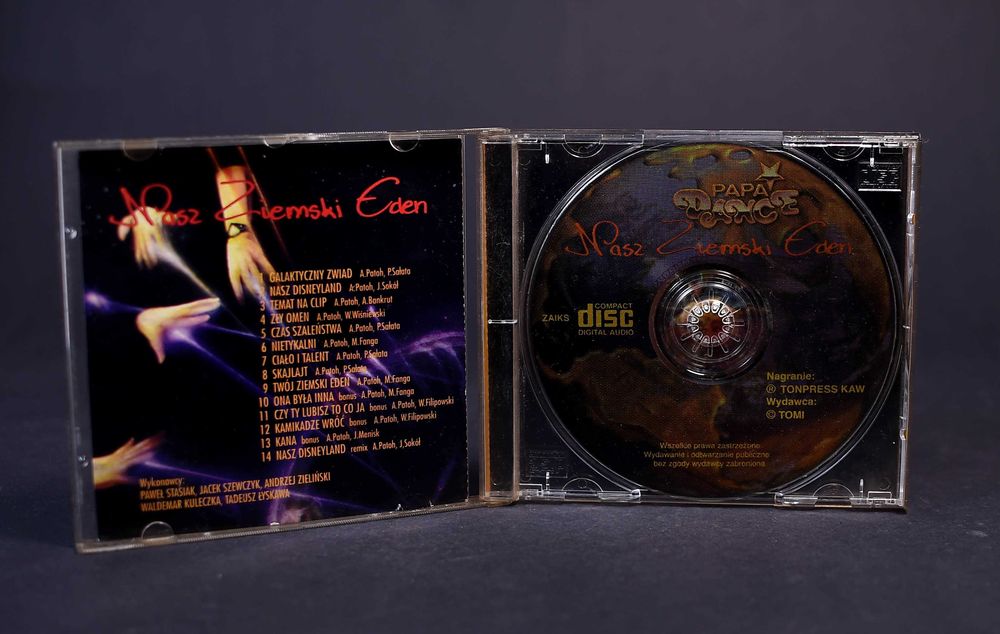 Nasz Ziemski Eden
1 GALAKTYCZNY ZWIAD A.Patoh, P.Sałata
2 NASZ DISNEYLAND A.Patoh, J.Sokół
3 TEMAT NA CLIP A.Patoh, A.Bankrut
4 ZŁY OMEN A.Patoh, W.Wiśniewski
5 CZAS SZALEŃSTWA A.Patoh, P.Sałata
6 NIETYKALNI A.Patoh, M.Fanga
7 CIAŁO I TALENT A.Patoh, P.Sałata
8 SKAJLAJT A.Patoh, P.Sałata
9 TWÓJ ZIEMSKI EDEN A.Patoh, M.Fanga
10 ONA BYŁA INNA bonus A.Patoh, M.Fanga
11 CZY TY LUBISZ TO CO JA bonus A.Patoh, W.Filipowski
12 KAMIKADZE WRÓĆ bonus A.Patoh, W.Filipowski
13 KANA bonus A.Patoh, J.Menisk
14 NASZ DISNEYLAND remix A.Patoh, J.Sokół
Wykonawcy:
PAWEŁ STASIAK, JACEK SZEWCZYK, ANDRZEJ ZIELIŃSKI
WALDEMAR KULECZKA, TADEUSZ ŁYSKAWA
PAPA
DANCE
Nasz Ziemski Eden
ZAIKS
COMPACT
disc
DIGITAL AUDIO
Nagranie:
Ⓟ TONPRESS KAW
Wydawca:
© TOMI
Wszelkie prawa zastrzeżone
Wydawanie i odtwarzanie publiczne
bez zgody wydawcy zabronione